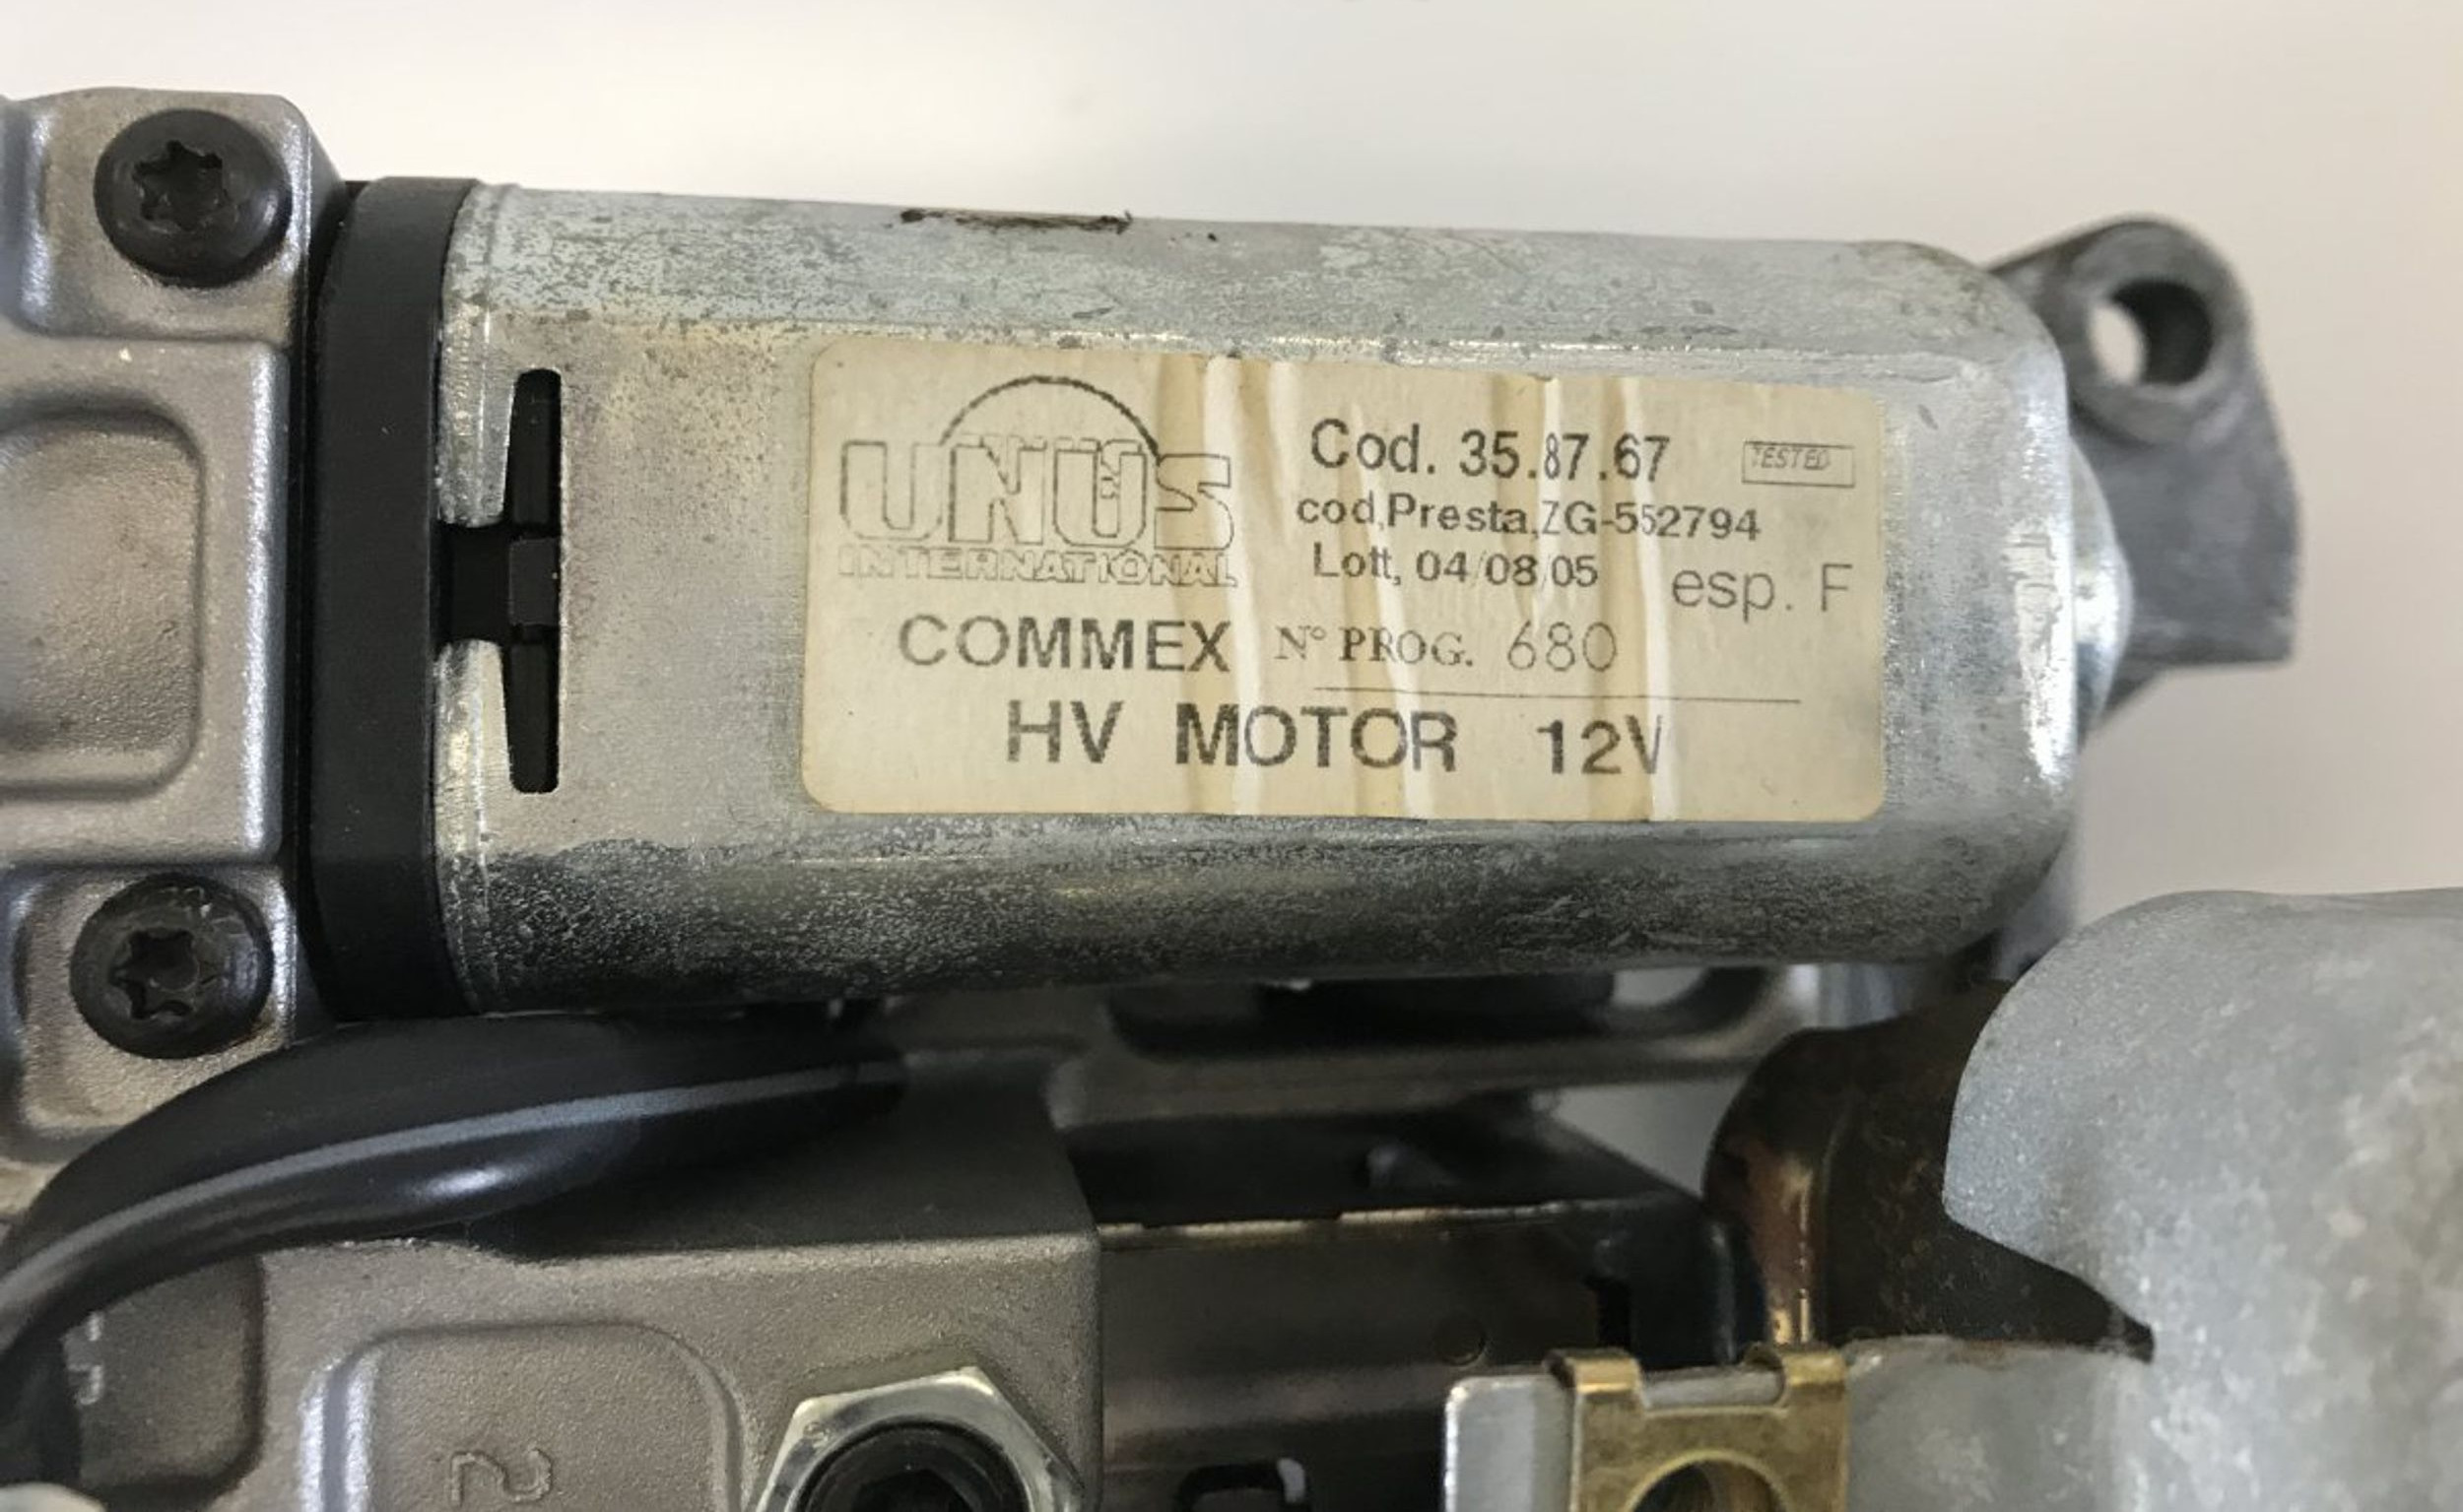 UNUS
INTERNATIONAL
Cod. 35.87.67
TESTED
cod,Presta,ZG-552794
Lott, 04/08/05
esp. F
COMMEX N° PROG. 680
HV MOTOR 12V
2